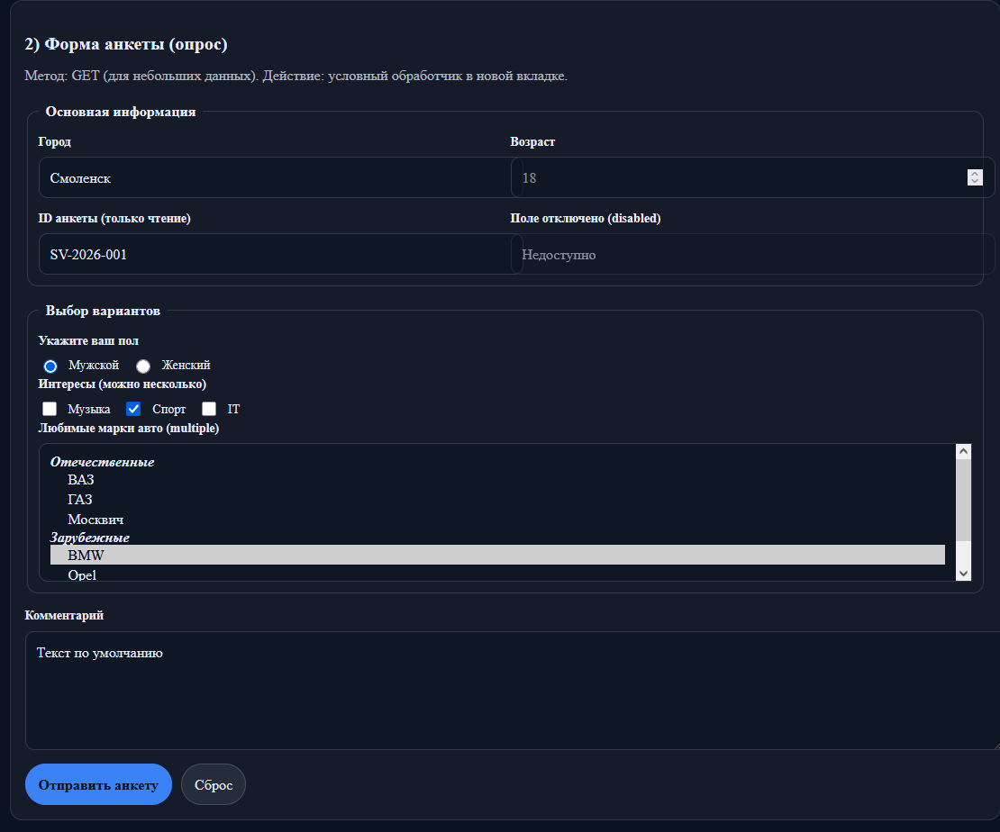 2) Форма анкеты (опрос)
Метод: GET (для небольших данных). Действие: условный обработчик в новой вкладке.
Основная информация
Город
Возраст
Смоленск
18
ID анкеты (только чтение)
Поле отключено (disabled)
SV-2026-001
Недоступно
Выбор вариантов
Укажите ваш пол
Мужской Женский
Интересы (можно несколько)
Музыка Спорт IT
Любимые марки авто (multiple)
Отечественные
ВАЗ
ГАЗ
Москвич
Зарубежные
BMW
Opel
Комментарий
Текст по умолчанию
Отправить анкету
Сброс